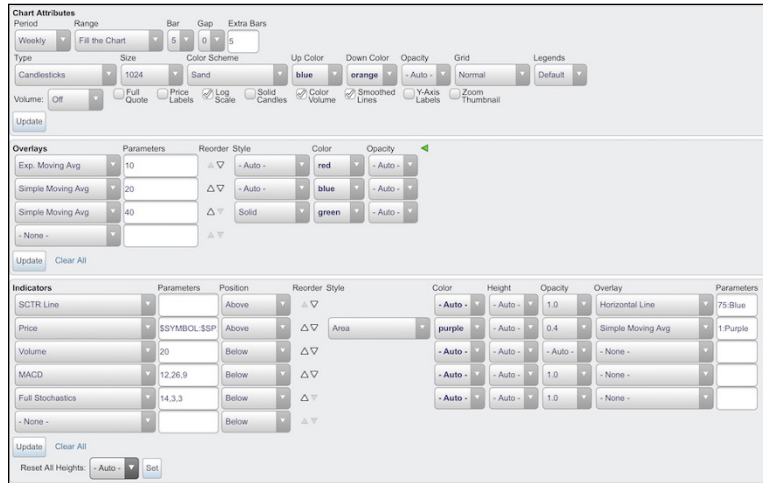 Chart Attributes
Period Range Bar Gap Extra Bars
Weekly Fill the Chart 5 0 5
Type Size Color Scheme Up Color Down Color Opacity Grid Legends
Candlesticks 1024 Sand blue orange - Auto - Normal Default
Volume: Off Full Quote Price Labels Log Scale Solid Candles Color Volume Smoothed Lines Y-Axis Labels Zoom Thumbnail
Update
Overlays Parameters Reorder Style Color Opacity
Exp. Moving Avg 10 - Auto - red - Auto -
Simple Moving Avg 20 - Auto - blue - Auto -
Simple Moving Avg 40 Solid green - Auto -
- None -
Update Clear All
Indicators Parameters Position Reorder Style Color Height Opacity Overlay Parameters
SCTR Line Above - Auto - - Auto - 1.0 Horizontal Line 75:Blue
Price $SYMBOL:$SP Above Area purple - Auto - 0.4 Simple Moving Avg 1:Purple
Volume 20 Below - Auto - - Auto - - Auto - - None -
MACD 12,26,9 Below - Auto - - Auto - 1.0 - None -
Full Stochastics 14,3,3 Below - Auto - - Auto - 1.0 - None -
- None - Below
Update Clear All
Reset All Heights: - Auto - Set